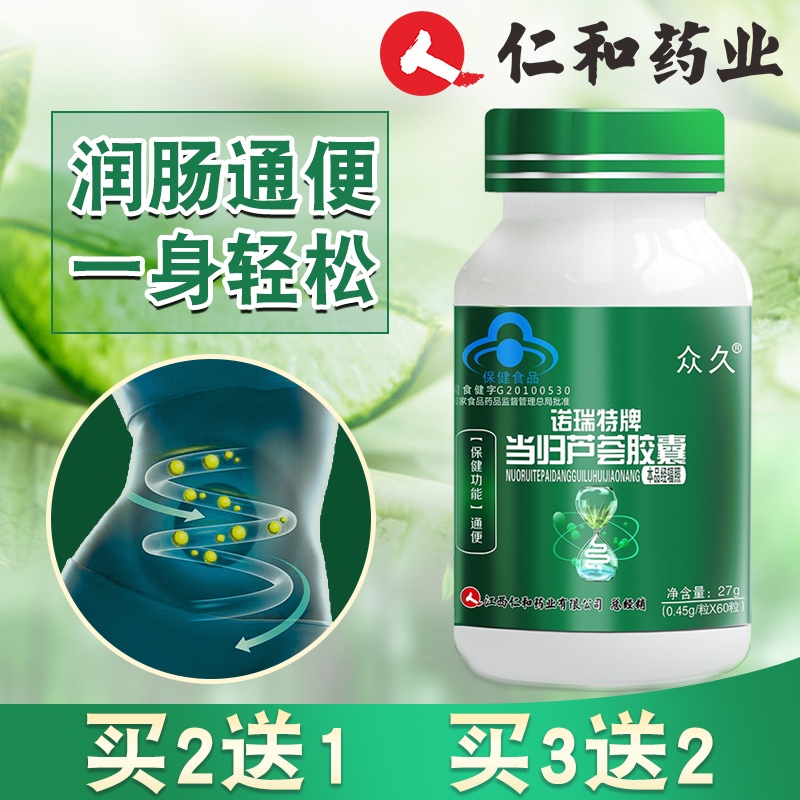 仁和药业
润肠通便
一身轻松
众久®
保健食品
食健字G20100530
家食品药品监督管理总局批准
诺瑞特牌
当归芦荟胶囊
NUORUITEPAIDANGGUILUHUIJIAONANG
本品经辐照
【保健功能】通便
净含量：27g
(0.45g/粒X60粒)
江西仁和药业有限公司 总经销
买2送1 买3送2